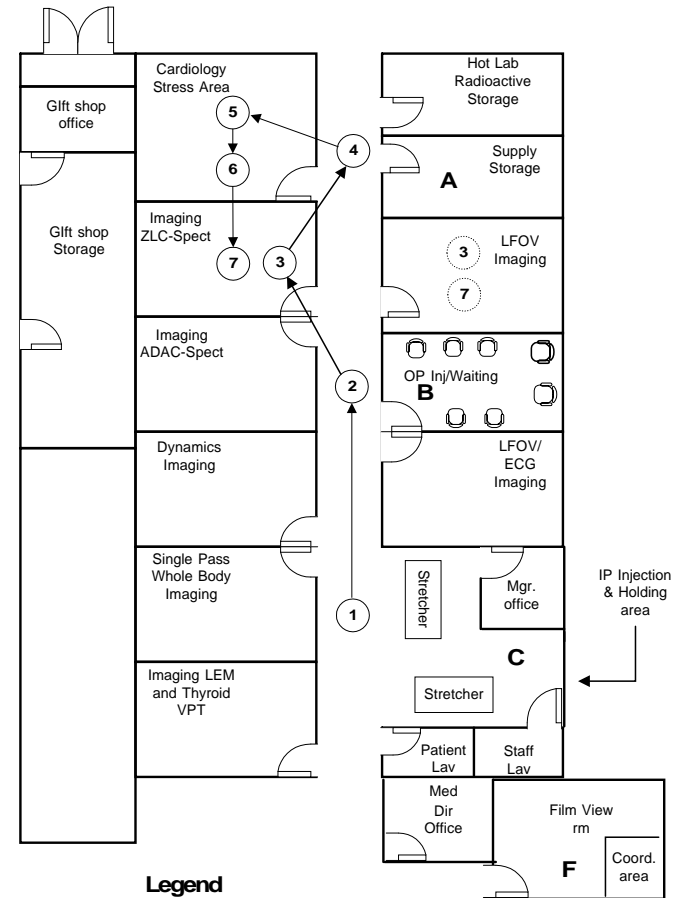 Cardiology
Stress Area
5
6
4
GIft shop
office
GIft shop
Storage
Imaging
ZLC-Spect
7
3
Imaging
ADAC-Spect
2
Dynamics
Imaging
Single Pass
Whole Body
Imaging
1
Imaging LEM
and Thyroid
VPT
Hot Lab
Radioactive
Storage
Supply
Storage
A
LFOV
Imaging
3
7
OP Inj/Waiting
B
LFOV/
ECG
Imaging
Stretcher
Mgr.
office
C
Stretcher
IP Injection
& Holding
area
Patient
Lav
Staff
Lav
Med
Dir
Office
Film View
rm
F
Coord.
area
Legend